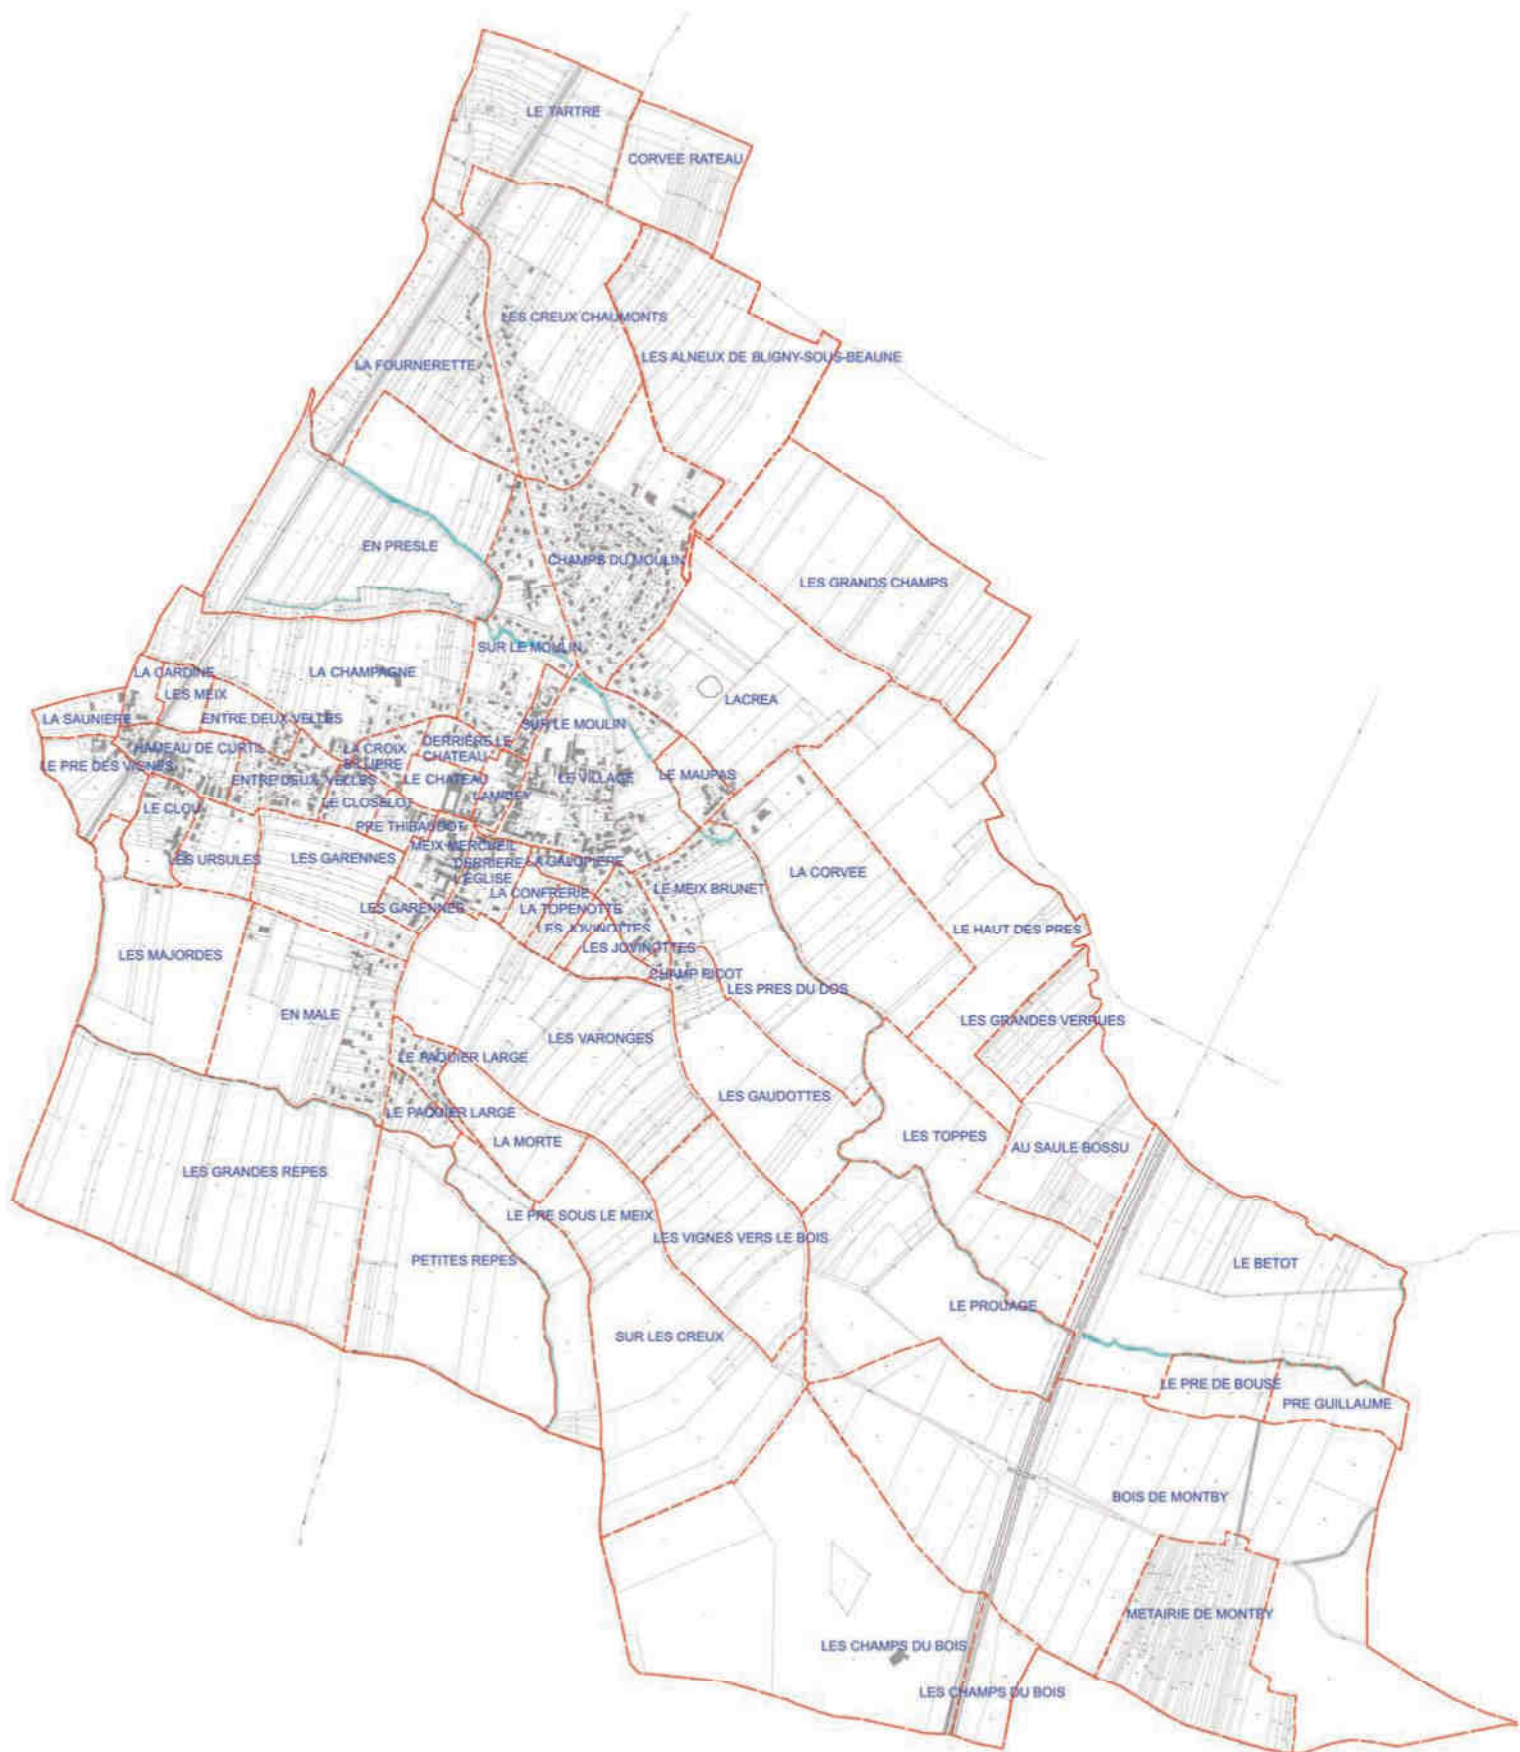 LE TARTRE
CORVEE RATEAU
LES CREUX CHAUMONTS
LES ALNEUX DE BLIGNY-SOUS-BEAUNE
LA FOURNERETTE
EN PRESLE
CHAMPS DU MOULIN
LES GRANDS CHAMPS
SUR LE MOULIN
LA CARDINE
LA CHAMPAGNE
LES MEIX
LACREA
LA SAUNIERE
ENTRE DEUX VELLES
SUR LE MOULIN
HAMEAU DE CURTIL
LA CROIX
BLLIERE
DERRIÈRE LE
CHATEAU
LE PRE DES VIGNES
ENTRE DEUX VELLES
LE CHATEAU
LE VILLAGE
LE MAUPAS
LE CLOU
LE CLOSELOT
LAMIREY
PRE THIBAUDOT
LES URSULES
LES GARENNES
MEIX MERCUEIL
DERRIERE
L'EGLISE
LA GALOPIERE
LA CORVEE
LE MEIX BRUNET
LA CONFRERIE
LES GARENNES
LA TOPENOTTE
LES JOVINOTTES
LE HAUT DES PRES
LES MAJORDES
LES JOVINOTTES
CHAMP RICOT
LES PRES DU DOS
EN MALE
LES GRANDES VERRUES
LES VARONGES
LE PAQUIER LARGE
LES GAUDOTTES
LE PAQUIER LARGE
LA MORTE
LES TOPPES
AU SAULE BOSSU
LES GRANDES REPES
LE PRE SOUS LE MEIX
LES VIGNES VERS LE BOIS
PETITES REPES
LE BETOT
LE PROUAGE
SUR LES CREUX
LE PRE DE BOUSE
PRE GUILLAUME
BOIS DE MONTBY
METAIRIE DE MONTBY
LES CHAMPS DU BOIS
LES CHAMPS DU BOIS